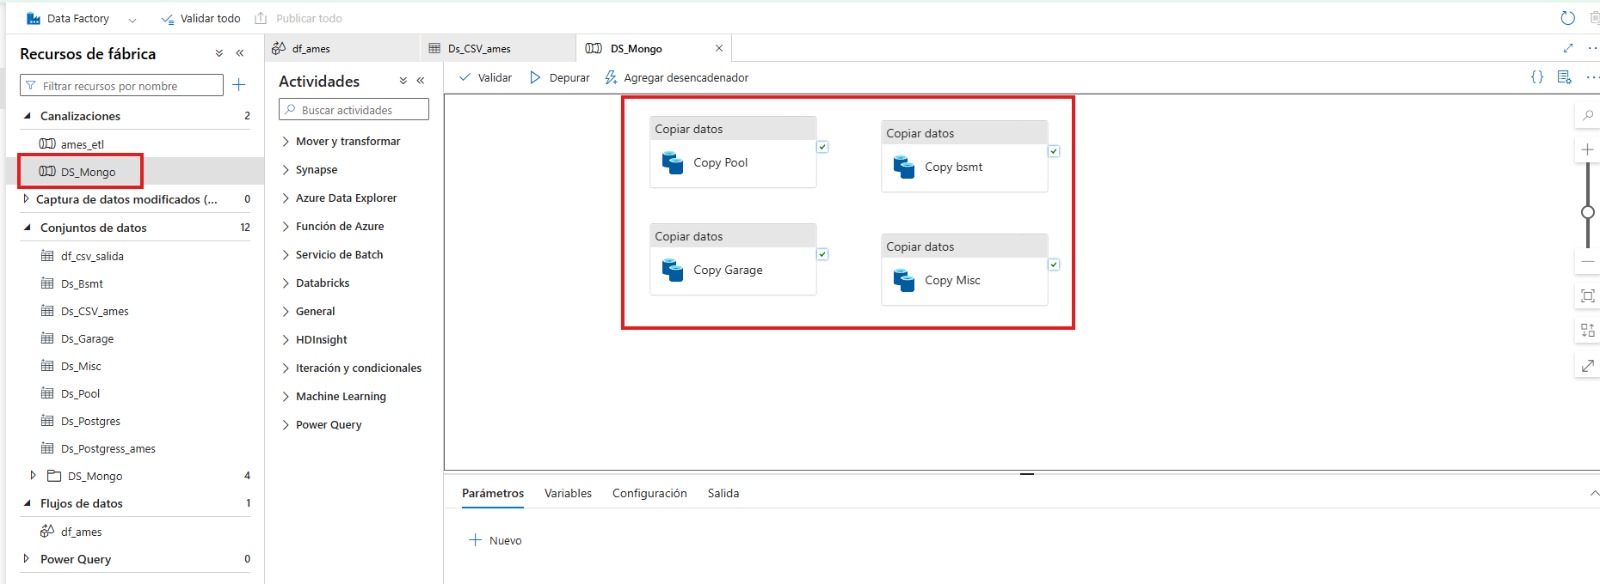 Data Factory
Validar todo
Publicar todo
Recursos de fábrica
Filtrar recursos por nombre
Canalizaciones 2
ames_etl
DS_Mongo
Captura de datos modificados (... 0
Conjuntos de datos 12
df_csv_salida
Ds_Bsmt
Ds_CSV_ames
Ds_Garage
Ds_Misc
Ds_Pool
Ds_Postgres
Ds_Postgress_ames
DS_Mongo 4
Flujos de datos 1
df_ames
Power Query 0
df_ames
Ds_CSV_ames
DS_Mongo
Actividades
Buscar actividades
Mover y transformar
Synapse
Azure Data Explorer
Función de Azure
Servicio de Batch
Databricks
General
HDInsight
Iteración y condicionales
Machine Learning
Power Query
Validar
Depurar
Agregar desencadenador
Copiar datos
Copy Pool
Copiar datos
Copy bsmt
Copiar datos
Copy Garage
Copiar datos
Copy Misc
Parámetros
Variables
Configuración
Salida
Nuevo